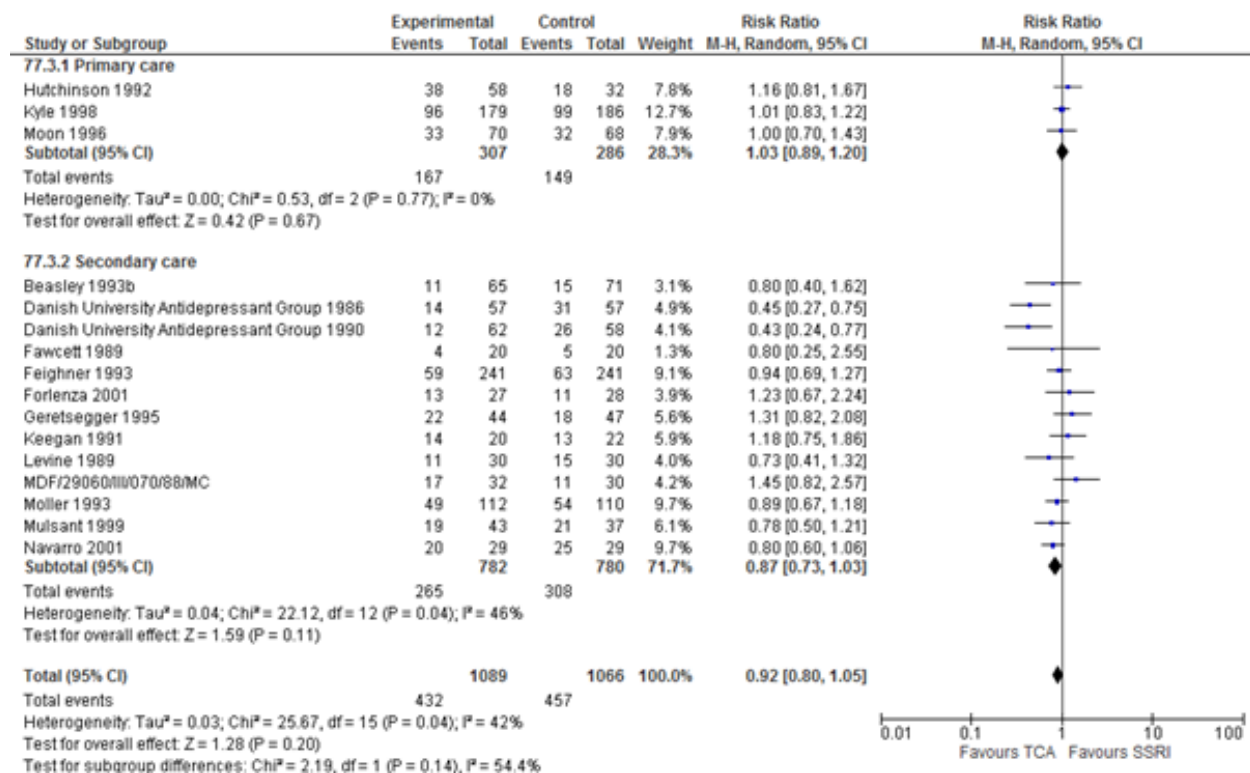 Experimental Control Risk Ratio Risk Ratio
Study or Subgroup Events Total Events Total Weight M-H, Random, 95% CI M-H, Random, 95% CI
77.3.1 Primary care
Hutchinson 1992 38 58 18 32 7.8% 1.16 [0.81, 1.67]
Kyle 1998 96 179 99 186 12.7% 1.01 [0.83, 1.22]
Moon 1996 33 70 32 68 7.9% 1.00 [0.70, 1.43]
Subtotal (95% CI) 307 286 28.3% 1.03 [0.89, 1.20]
Total events 167 149
Heterogeneity: Tau² = 0.00; Chi² = 0.53, df = 2 (P = 0.77); I² = 0%
Test for overall effect: Z = 0.42 (P = 0.67)
77.3.2 Secondary care
Beasley 1993b 11 65 15 71 3.1% 0.80 [0.40, 1.62]
Danish University Antidepressant Group 1986 14 57 31 57 4.9% 0.45 [0.27, 0.75]
Danish University Antidepressant Group 1990 12 62 26 58 4.1% 0.43 [0.24, 0.77]
Fawcett 1989 4 20 5 20 1.3% 0.80 [0.25, 2.55]
Feighner 1993 59 241 63 241 9.1% 0.94 [0.69, 1.27]
Forlenza 2001 13 27 11 28 3.9% 1.23 [0.67, 2.24]
Geretsegger 1995 22 44 18 47 5.6% 1.31 [0.82, 2.08]
Keegan 1991 14 20 13 22 5.9% 1.18 [0.75, 1.86]
Levine 1989 11 30 15 30 4.0% 0.73 [0.41, 1.32]
MDF/29060/III/070/88/MC 17 32 11 30 4.2% 1.45 [0.82, 2.57]
Moller 1993 49 112 54 110 9.7% 0.89 [0.67, 1.18]
Mulsant 1999 19 43 21 37 6.1% 0.78 [0.50, 1.21]
Navarro 2001 20 29 25 29 9.7% 0.80 [0.60, 1.06]
Subtotal (95% CI) 782 780 71.7% 0.87 [0.73, 1.03]
Total events 265 308
Heterogeneity: Tau² = 0.04; Chi² = 22.12, df = 12 (P = 0.04); I² = 46%
Test for overall effect: Z = 1.59 (P = 0.11)
Total (95% CI) 1089 1066 100.0% 0.92 [0.80, 1.05]
Total events 432 457
Heterogeneity: Tau² = 0.03; Chi² = 25.67, df = 15 (P = 0.04); I² = 42%
Test for overall effect: Z = 1.28 (P = 0.20)
Test for subgroup differences: Chi² = 2.19, df = 1 (P = 0.14), I² = 54.4%
0.01 0.1 1 10 100
Favours TCA Favours SSRI